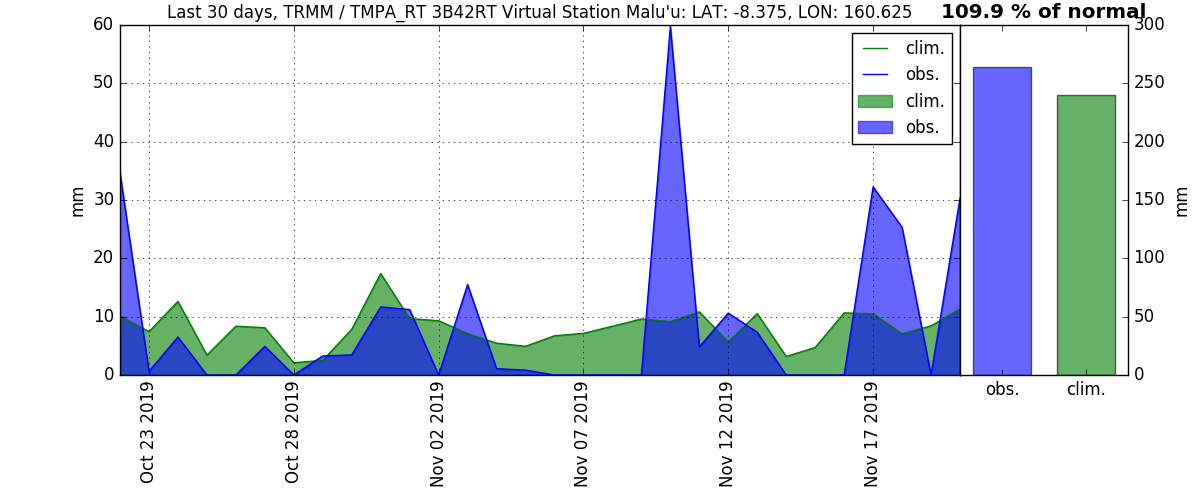 Last 30 days, TRMM / TMPA_RT 3B42RT Virtual Station Malu'u: LAT: -8.375, LON: 160.625
109.9 % of normal
60
50
40
30
20
10
0
mm
clim.
obs.
clim.
obs.
300
250
200
150
100
50
0
mm
obs.
clim.
Oct 23 2019
Oct 28 2019
Nov 02 2019
Nov 07 2019
Nov 12 2019
Nov 17 2019